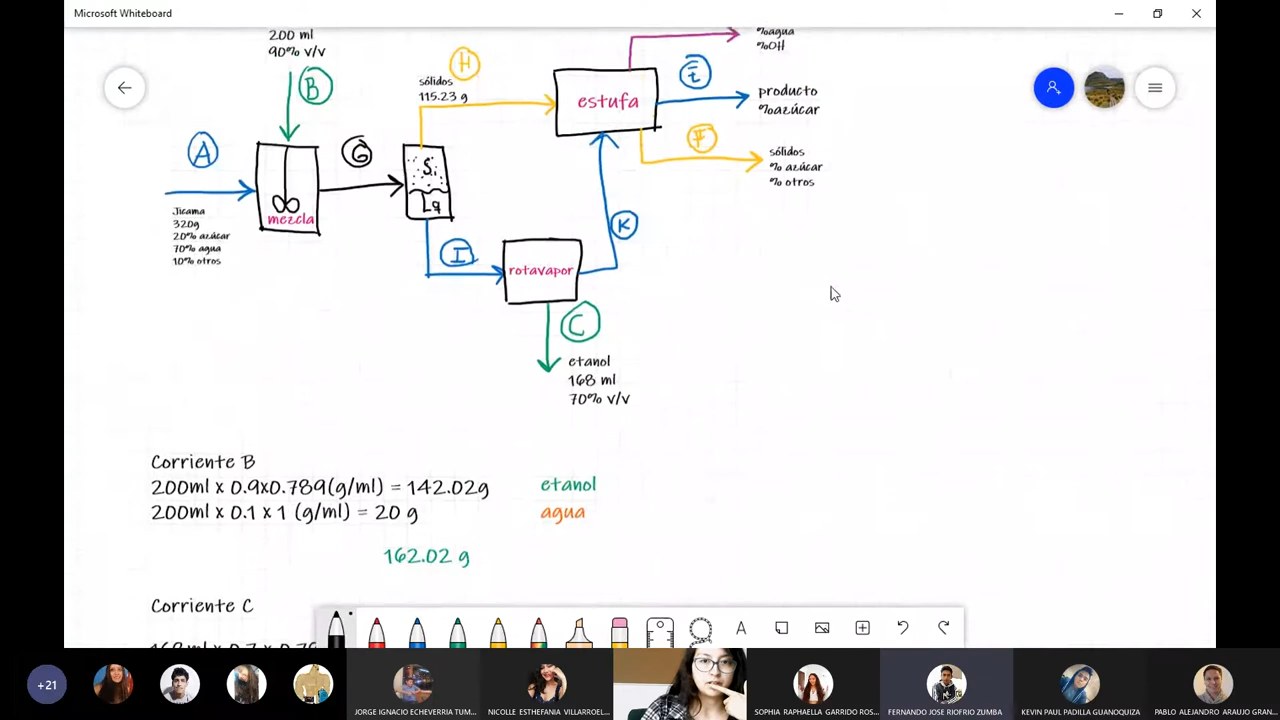 Microsoft Whiteboard
200 ml
90% v/v
B
A
Jicama
320g
20% azúcar
70% agua
10% otros
mezcla
G
sólidos
115.23 g
H
S.
Lq
I
rotavapor
C
etanol
168 ml
70% v/v
K
estufa
%agua
%OH
E
producto
%azúcar
F
sólidos
% azúcar
% otros
Corriente B
200ml x 0.9x0.789(g/ml) = 142.02g
etanol
200ml x 0.1 x 1 (g/ml) = 20 g
agua
162.02 g
Corriente C
A
+21
JORGE IGNACIO ECHEVERRIA TUM...
NICOLLE ESTHEFANIA VILLARROEL...
SOPHIA RAPHAELLA GARRIDO ROS...
FERNANDO JOSE RIOFRIO ZUMBA
KEVIN PAUL PADILLA GUANOQUIZA
PABLO ALEJANDRO ARAUJO GRAN...